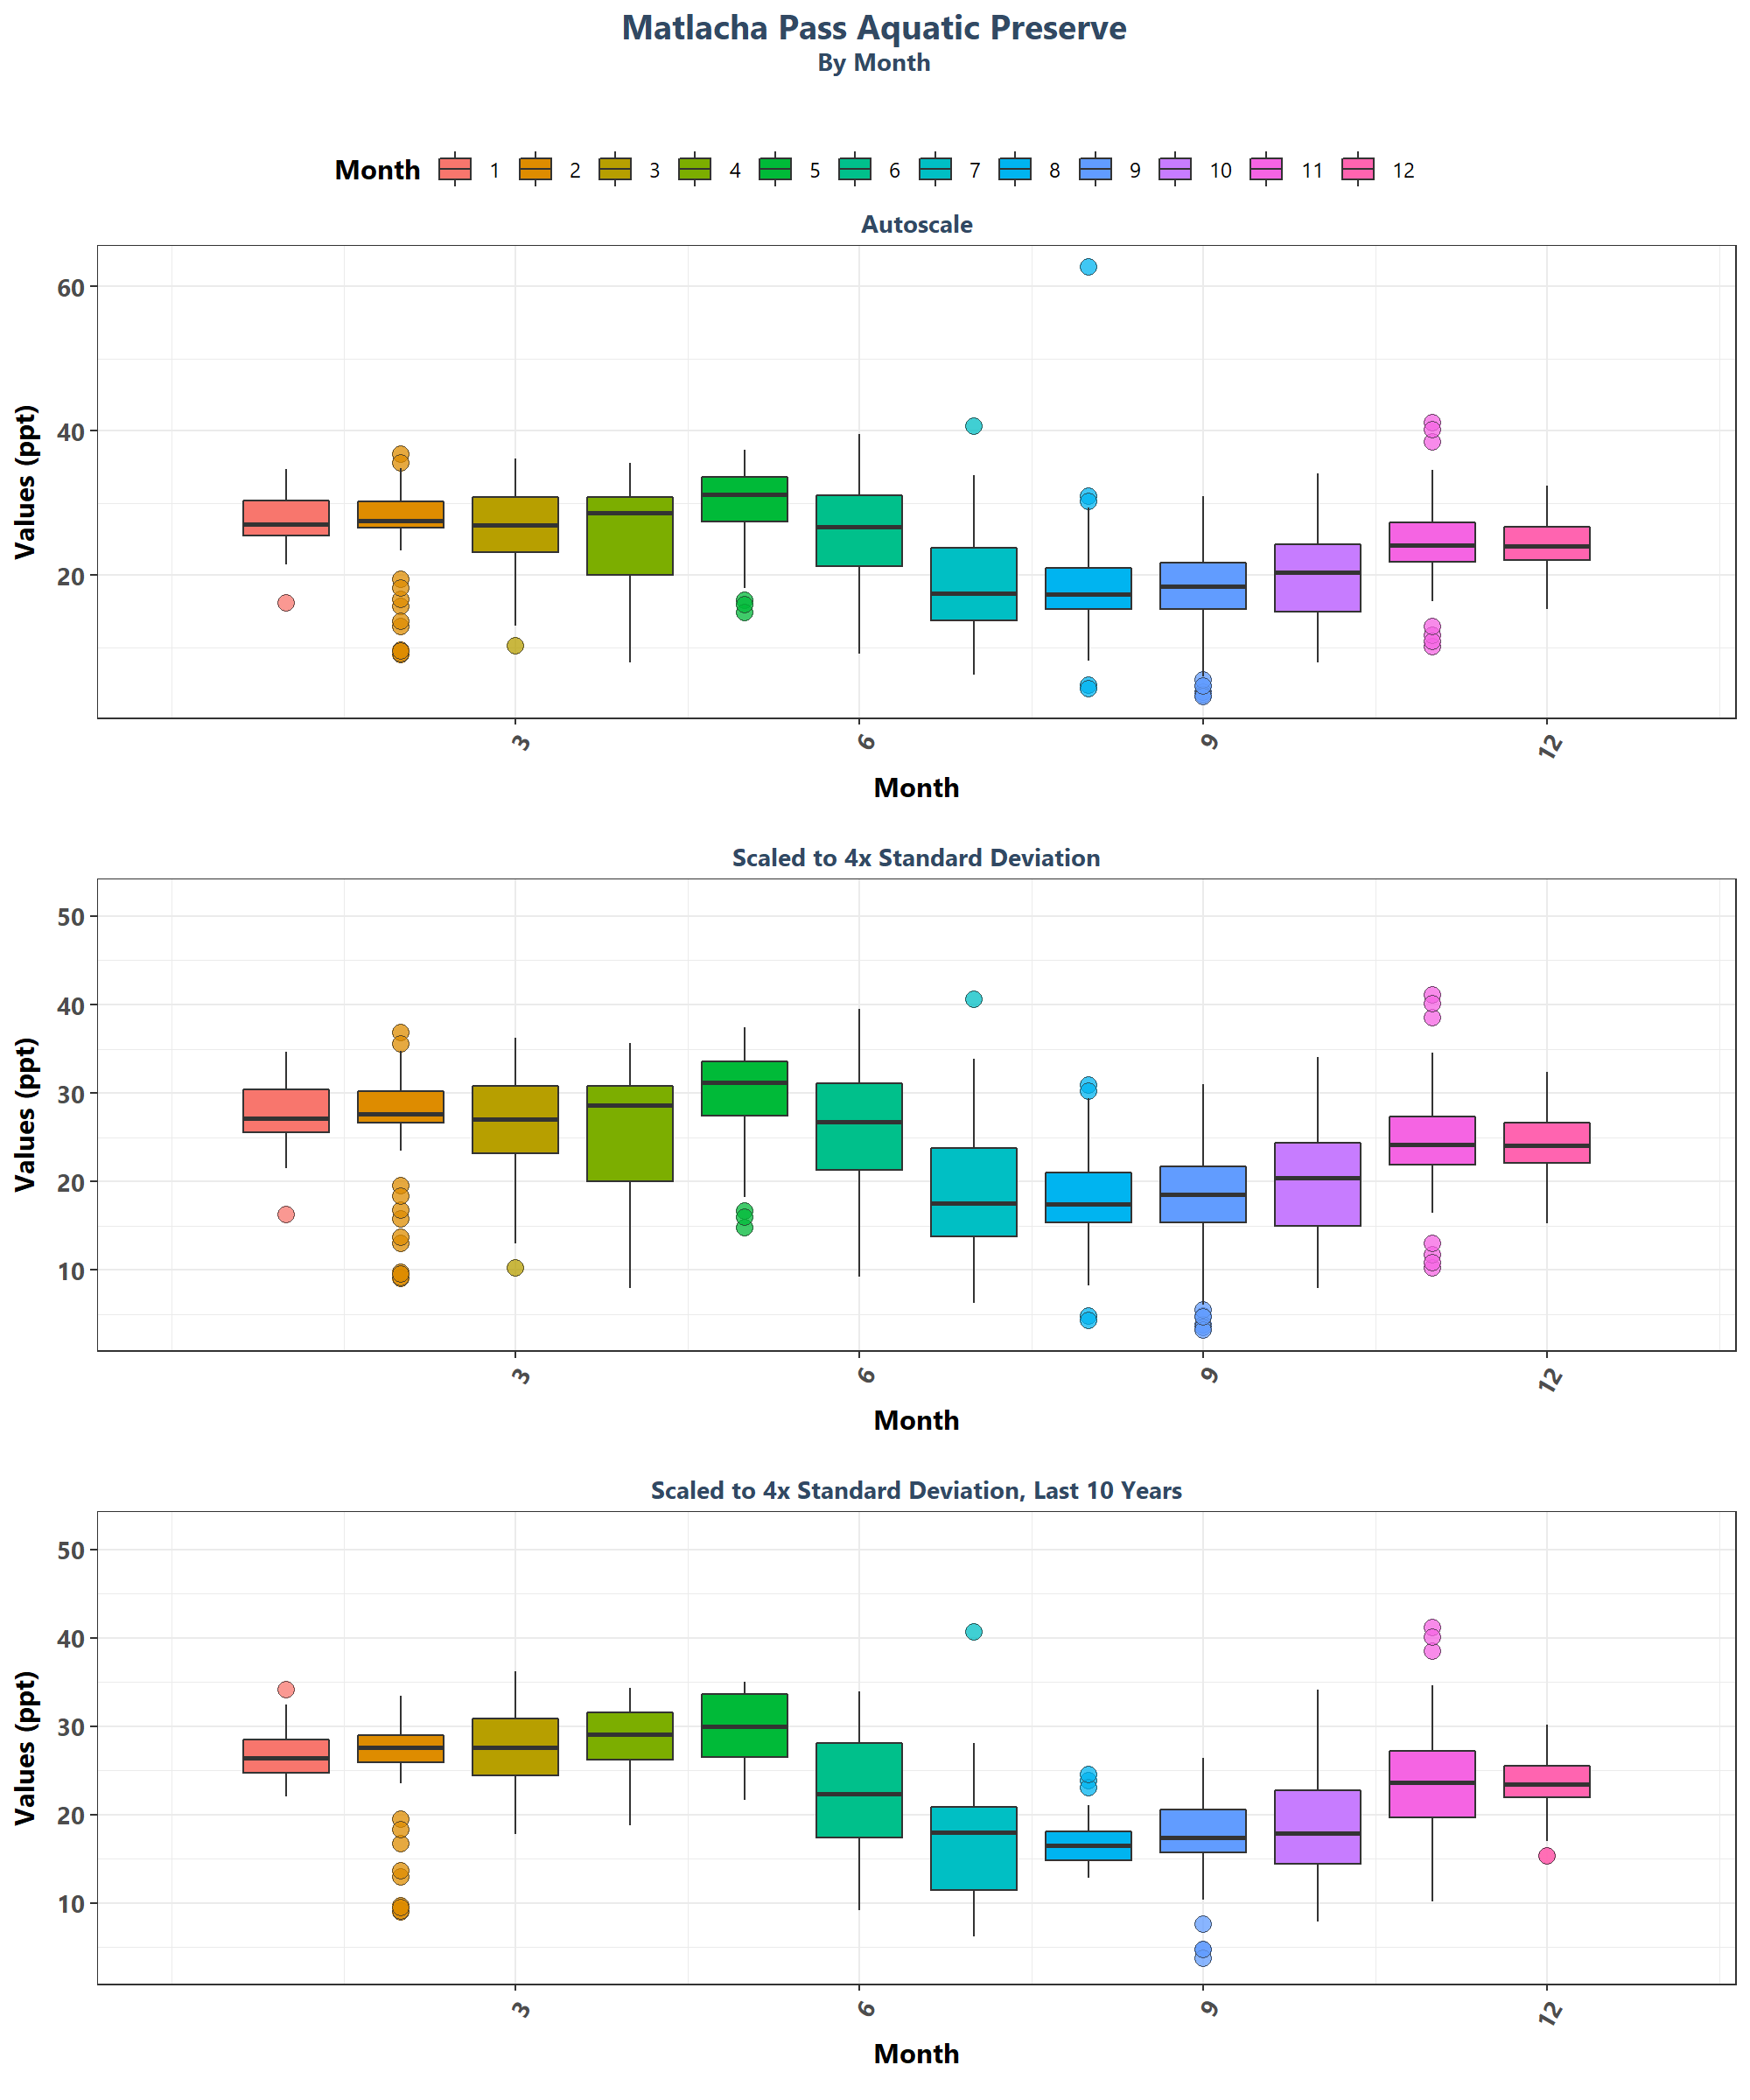 Matlacha Pass Aquatic Preserve
By Month
Month 1 2 3 4 5 6 7 8 9 10 11 12
Autoscale
Values (ppt)
60
40
20
3 6 9 12
Month
Scaled to 4x Standard Deviation
Values (ppt)
50
40
30
20
10
3 6 9 12
Month
Scaled to 4x Standard Deviation, Last 10 Years
Values (ppt)
50
40
30
20
10
3 6 9 12
Month